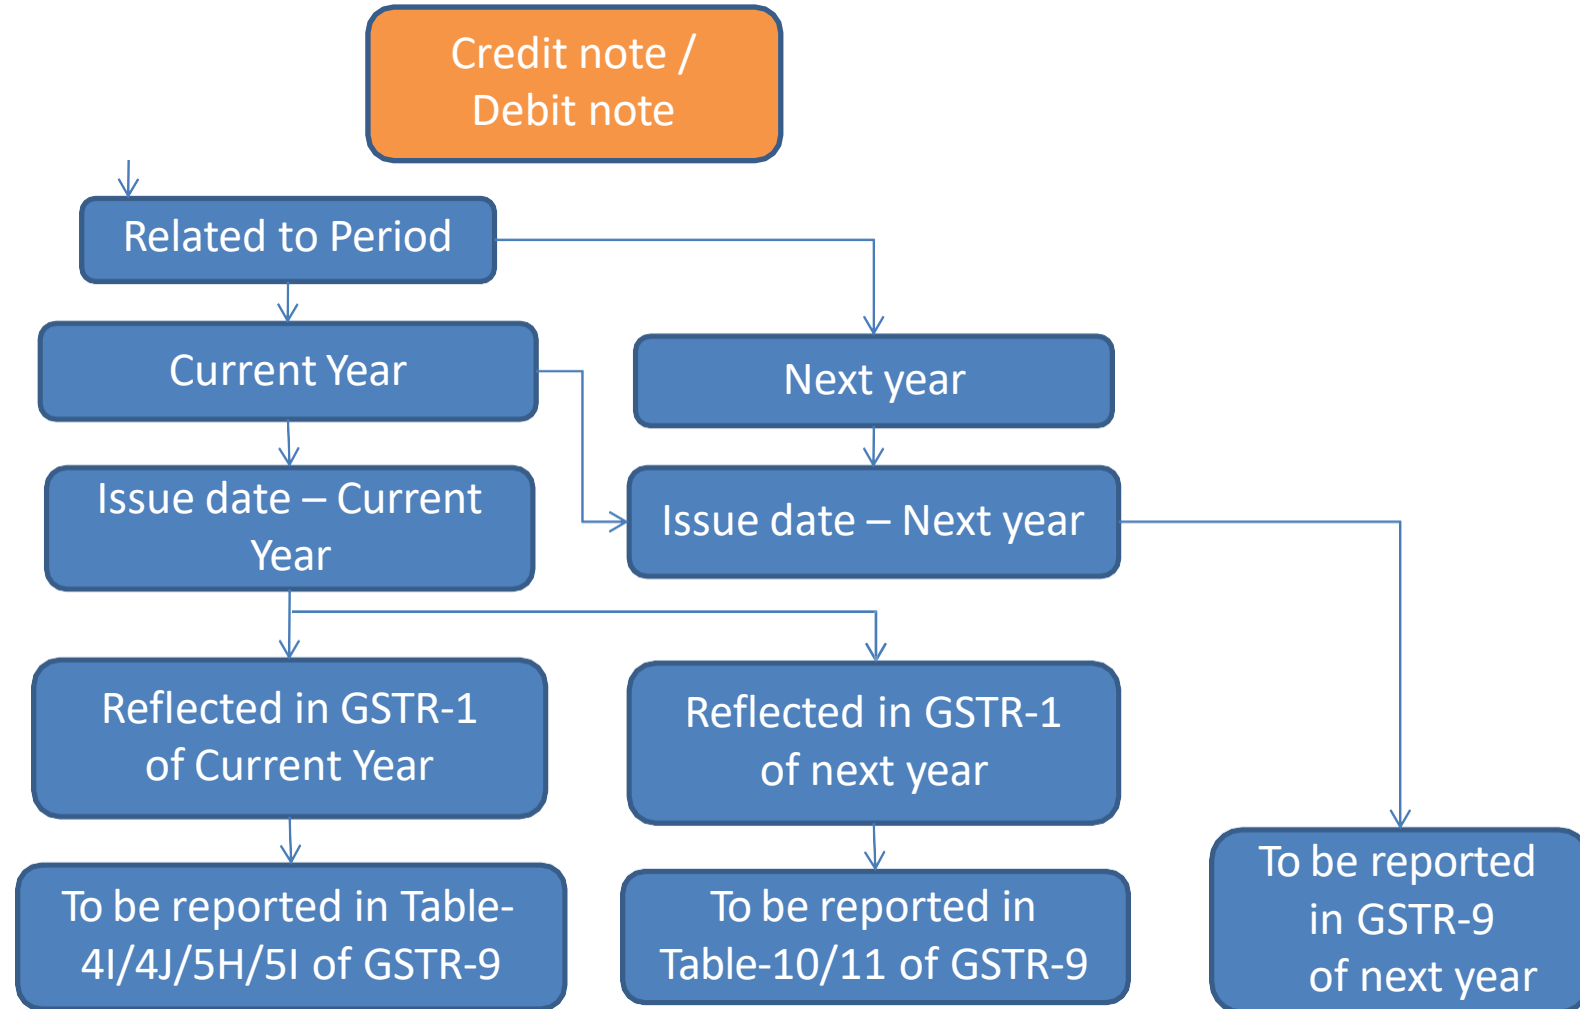 Credit note /
Debit note
Related to Period
Current Year
Next year
Issue date – Current
Year
Issue date – Next year
Reflected in GSTR-1
of Current Year
Reflected in GSTR-1
of next year
To be reported in Table-
4I/4J/5H/5I of GSTR-9
To be reported in
Table-10/11 of GSTR-9
To be reported
in GSTR-9
of next year